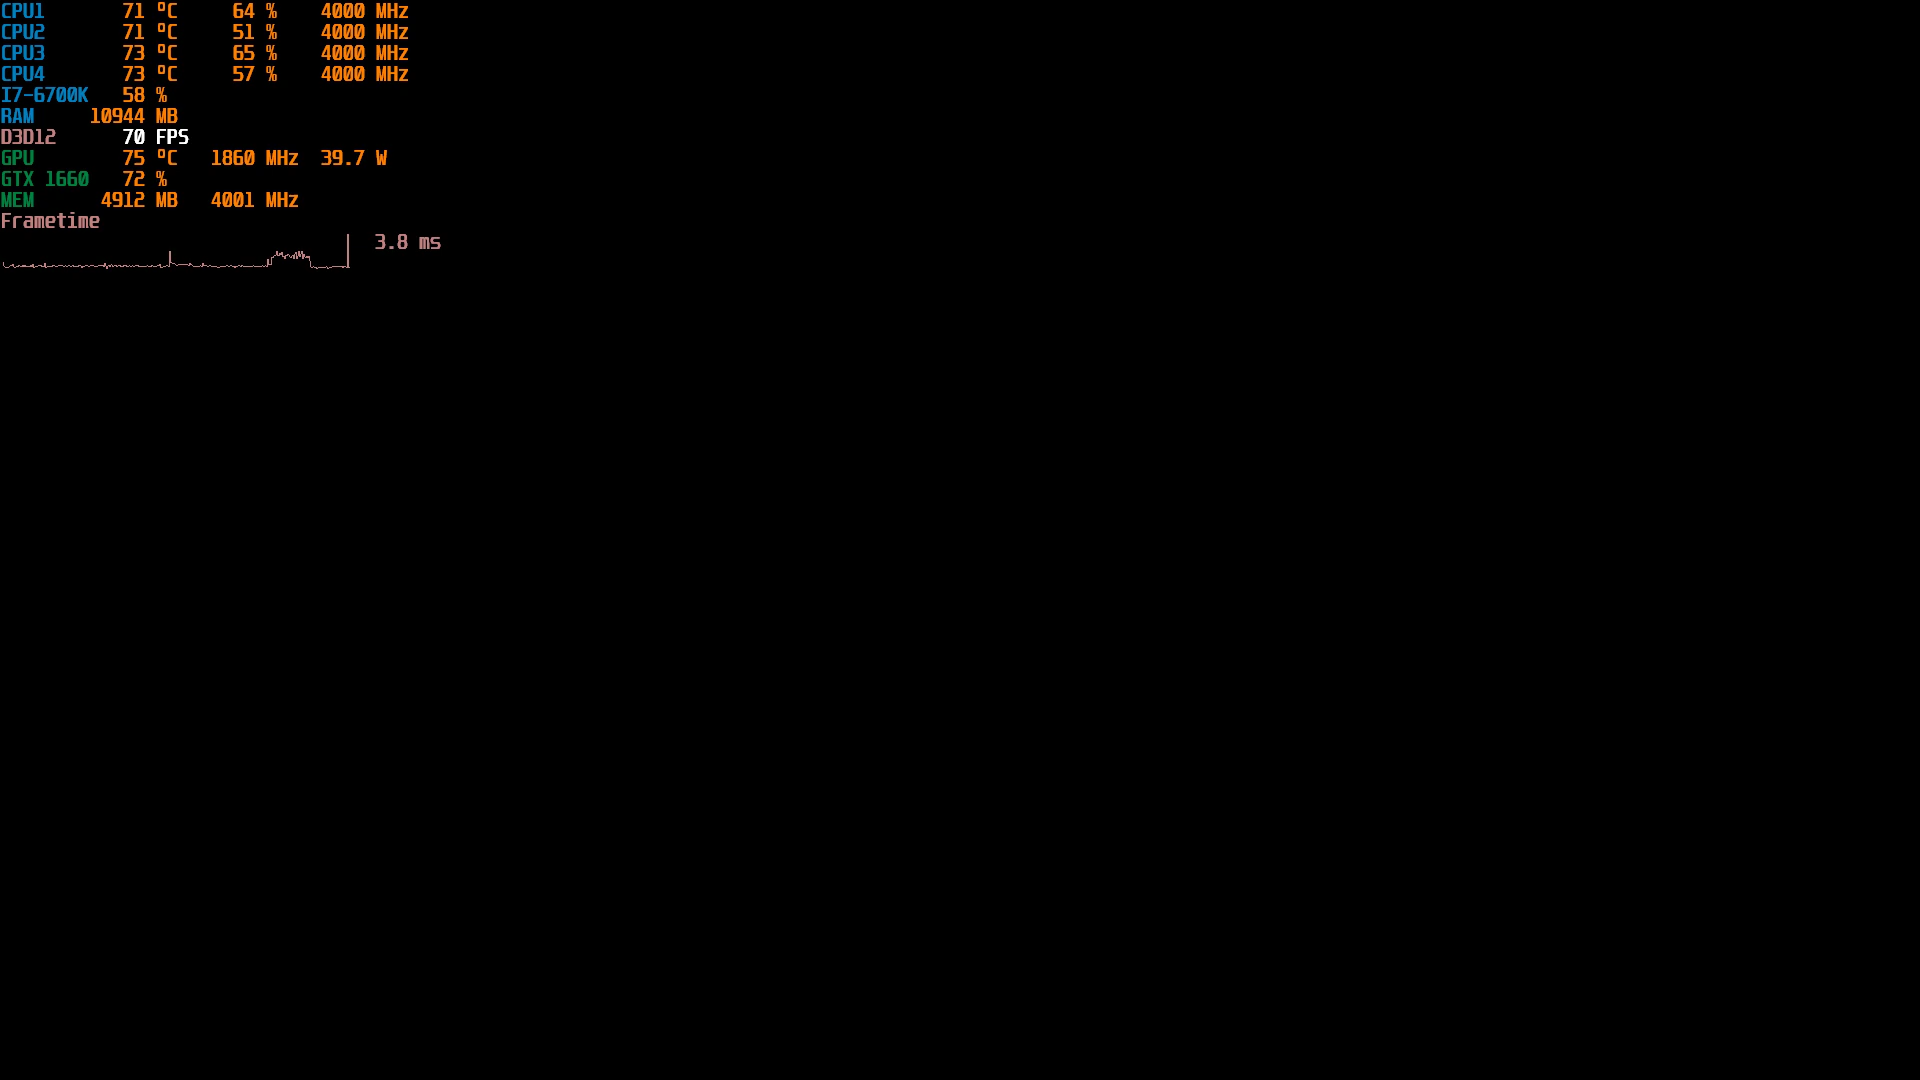 CPU1 71 °C 64 % 4000 MHz
CPU2 71 °C 51 % 4000 MHz
CPU3 73 °C 65 % 4000 MHz
CPU4 73 °C 57 % 4000 MHz
I7-6700K 58 %
RAM 10944 MB
D3D12 70 FPS
GPU 75 °C 1860 MHz 39.7 W
GTX 1660 72 %
MEM 4912 MB 4001 MHz
Frametime
3.8 ms